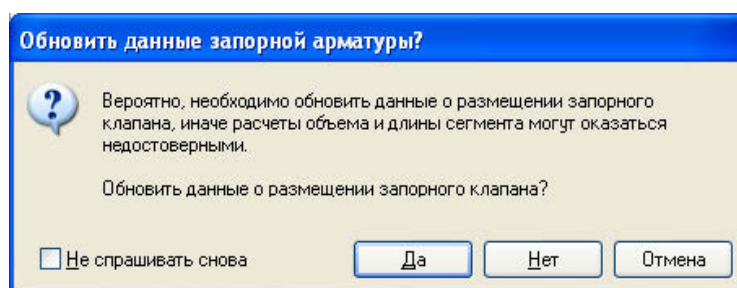 Обновить данные запорной арматуры?
Вероятно, необходимо обновить данные о размещении запорного
клапана, иначе расчеты объема и длины сегмента могут оказаться
недостоверными.
Обновить данные о размещении запорного клапана?
Не спрашивать снова
Да
Нет
Отмена